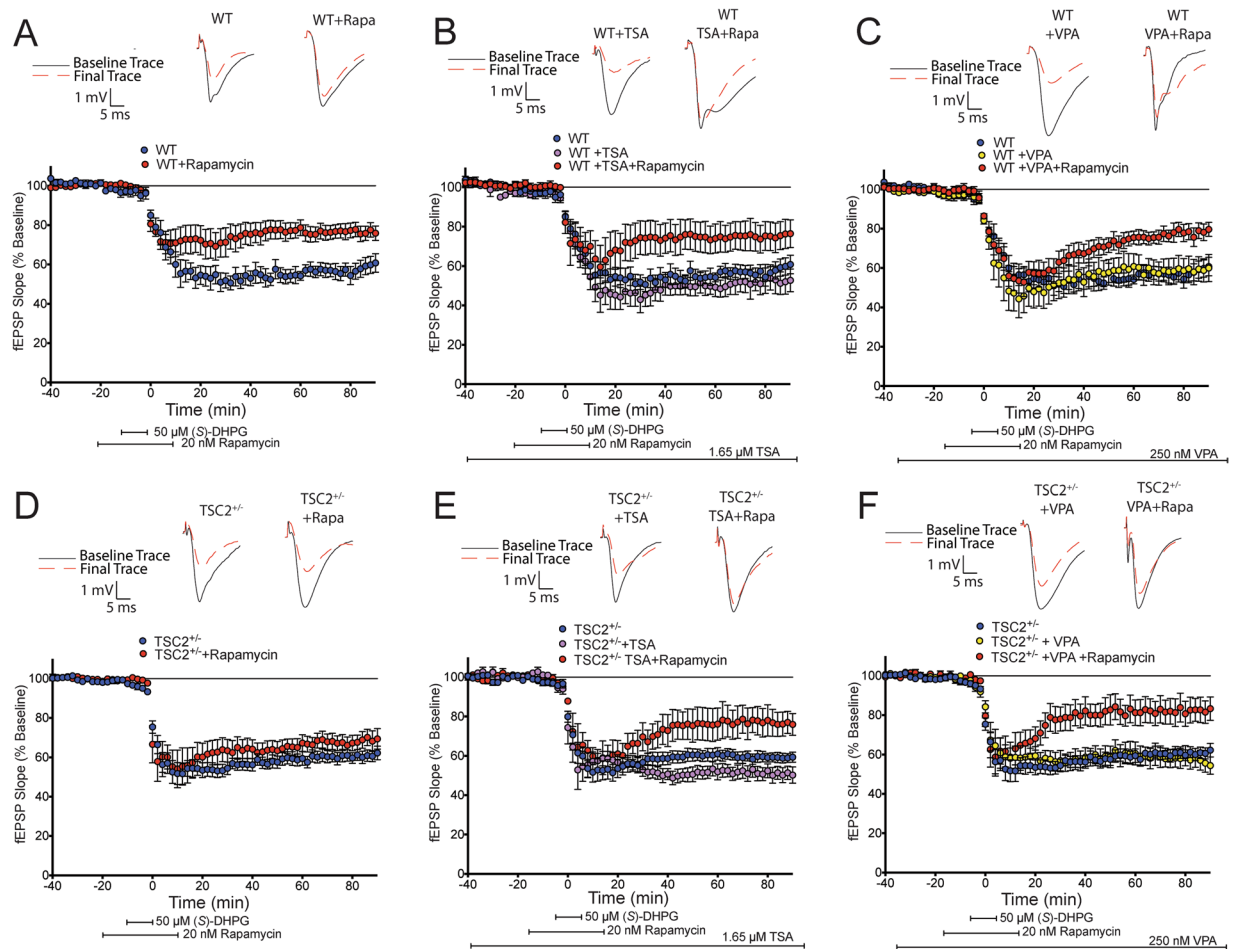 A
WT
WT+Rapa
Baseline Trace
Final Trace
1 mV
5 ms
WT
WT+Rapamycin
fEPSP Slope (% Baseline)
100
80
60
40
20
0
-40 -20 0 20 40 60 80
Time (min)
50 µM (S)-DHPG
20 nM Rapamycin
B
WT+TSA
WT
TSA+Rapa
Baseline Trace
Final Trace
1 mV
5 ms
WT
WT +TSA
WT +TSA+Rapamycin
fEPSP Slope (% Baseline)
100
80
60
40
20
0
-40 -20 0 20 40 60 80
Time (min)
50 µM (S)-DHPG
20 nM Rapamycin
1.65 µM TSA
C
WT
+VPA
WT
VPA+Rapa
Baseline Trace
Final Trace
1 mV
5 ms
WT
WT +VPA
WT +VPA+Rapamycin
fEPSP Slope (% Baseline)
100
80
60
40
20
0
-40 -20 0 20 40 60 80
Time (min)
50 µM (S)-DHPG
20 nM Rapamycin
250 nM VPA
D
TSC2+/-
TSC2+/-
+Rapa
Baseline Trace
Final Trace
1 mV
5 ms
TSC2+/-
TSC2+/-+Rapamycin
fEPSP Slope (% Baseline)
100
80
60
40
20
0
-40 -20 0 20 40 60 80
Time (min)
50 µM (S)-DHPG
20 nM Rapamycin
E
TSC2+/-
+TSA
TSC2+/-
TSA+Rapa
Baseline Trace
Final Trace
1 mV
5 ms
TSC2+/-
TSC2+/-+TSA
TSC2+/- TSA+Rapamycin
fEPSP Slope (% Baseline)
100
80
60
40
20
0
-40 -20 0 20 40 60 80
Time (min)
50 µM (S)-DHPG
20 nM Rapamycin
1.65 µM TSA
F
TSC2+/-
+VPA
TSC2+/-
VPA+Rapa
Baseline Trace
Final Trace
1 mV
5 ms
TSC2+/-
TSC2+/- + VPA
TSC2+/- +VPA +Rapamycin
fEPSP Slope (% Baseline)
100
80
60
40
20
0
-40 -20 0 20 40 60 80
Time (min)
50 µM (S)-DHPG
20 nM Rapamycin
250 nM VPA